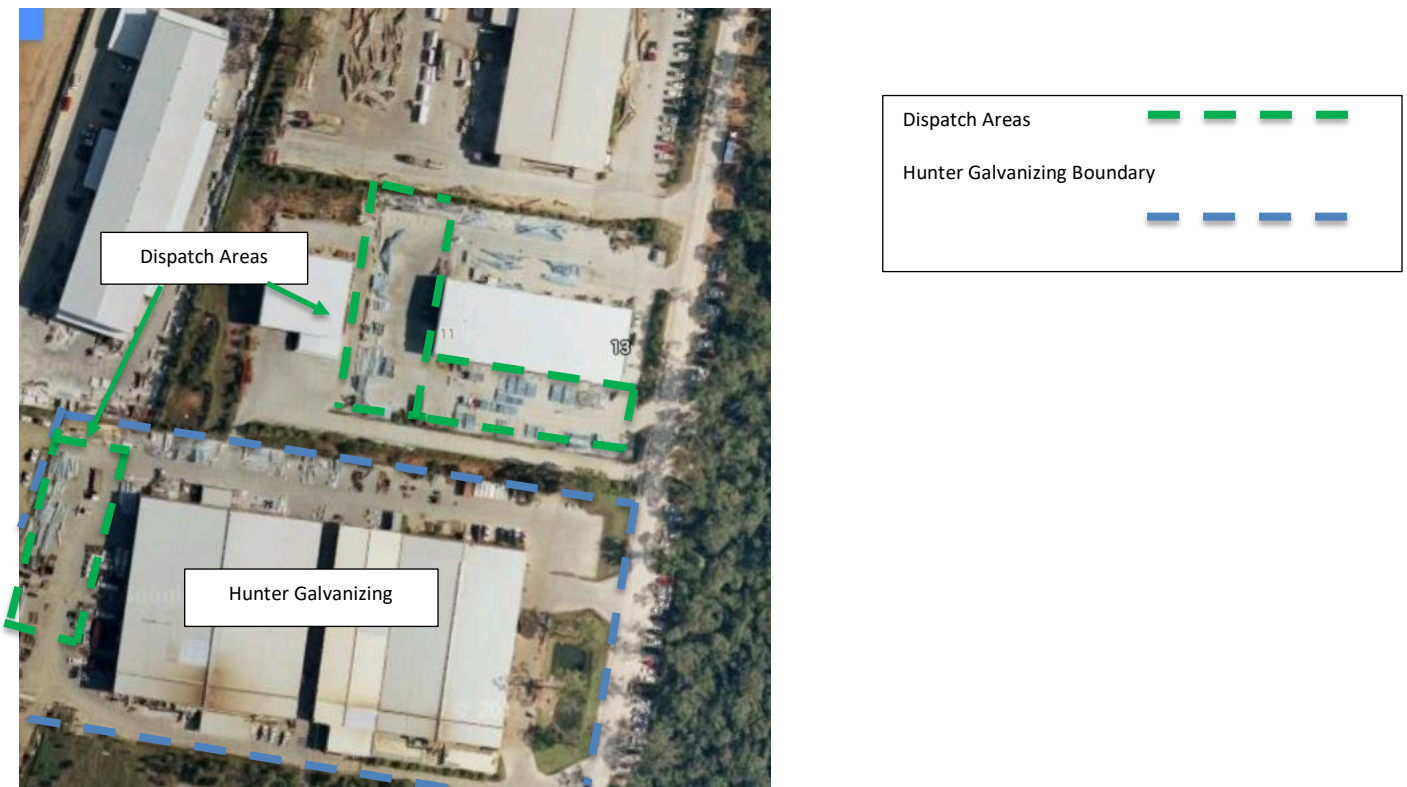 Dispatch Areas
Hunter Galvanizing Boundary
Dispatch Areas
11
13
Hunter Galvanizing